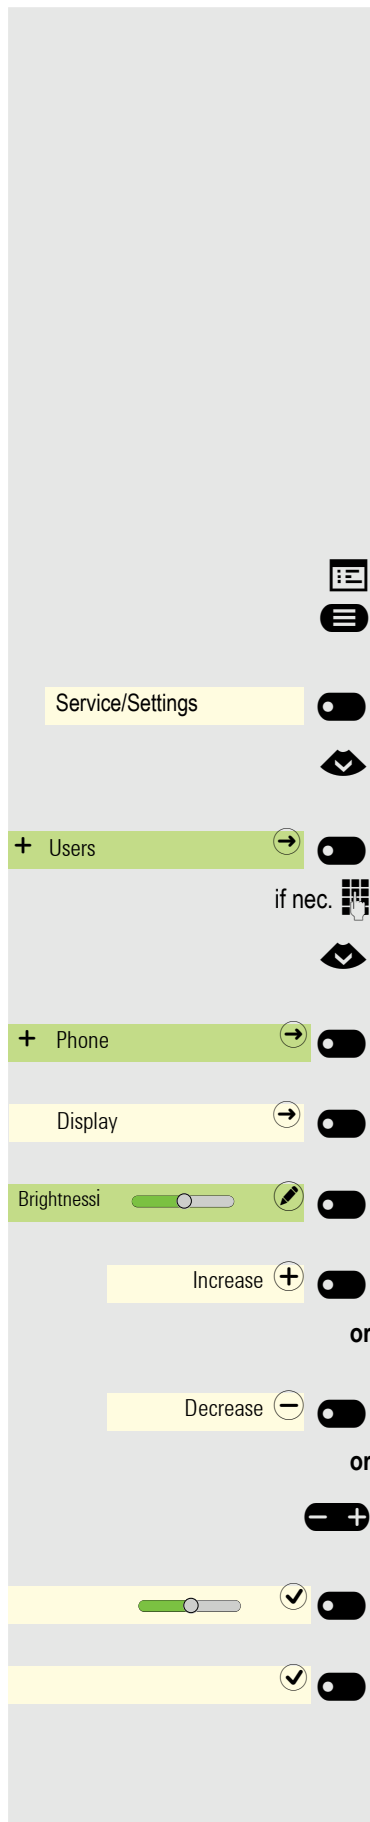 Service/Settings
+ Users
if nec.
+ Phone
Display
Brightnessi
Increase +
or
Decrease −
or
− +